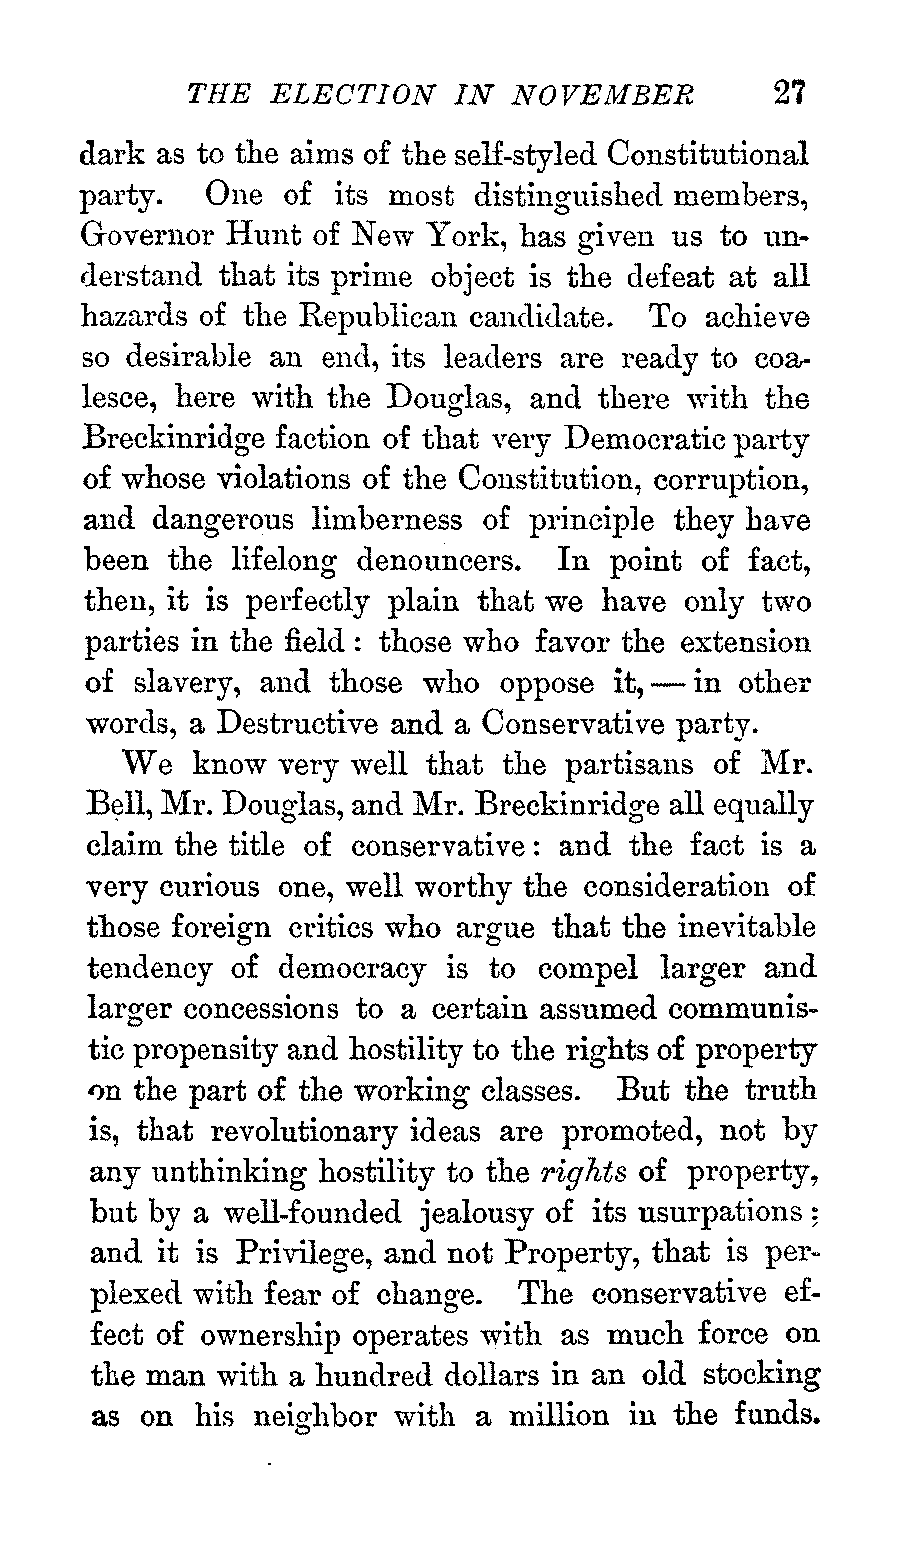 THE ELECTION IN NOVEMBER 27
dark as to the aims of the self-styled Constitutional
party. One of its most distinguished members,
Governor Hunt of New York, has given us to un-
derstand that its prime object is the defeat at all
hazards of the Republican candidate. To achieve
so desirable an end, its leaders are ready to coa-
lesce, here with the Douglas, and there with the
Breckinridge faction of that very Democratic party
of whose violations of the Constitution, corruption,
and dangerous limberness of principle they have
been the lifelong denouncers. In point of fact,
then, it is perfectly plain that we have only two
parties in the field: those who favor the extension
of slavery, and those who oppose it,—in other
words, a Destructive and a Conservative party.
We know very well that the partisans of Mr.
Bell, Mr. Douglas, and Mr. Breckinridge all equally
claim the title of conservative: and the fact is a
very curious one, well worthy the consideration of
those foreign critics who argue that the inevitable
tendency of democracy is to compel larger and
larger concessions to a certain assumed communis-
tic propensity and hostility to the rights of property
on the part of the working classes. But the truth
is, that revolutionary ideas are promoted, not by
any unthinking hostility to the rights of property,
but by a well-founded jealousy of its usurpations;
and it is Privilege, and not Property, that is per-
plexed with fear of change. The conservative ef-
fect of ownership operates with as much force on
the man with a hundred dollars in an old stocking
as on his neighbor with a million in the funds.